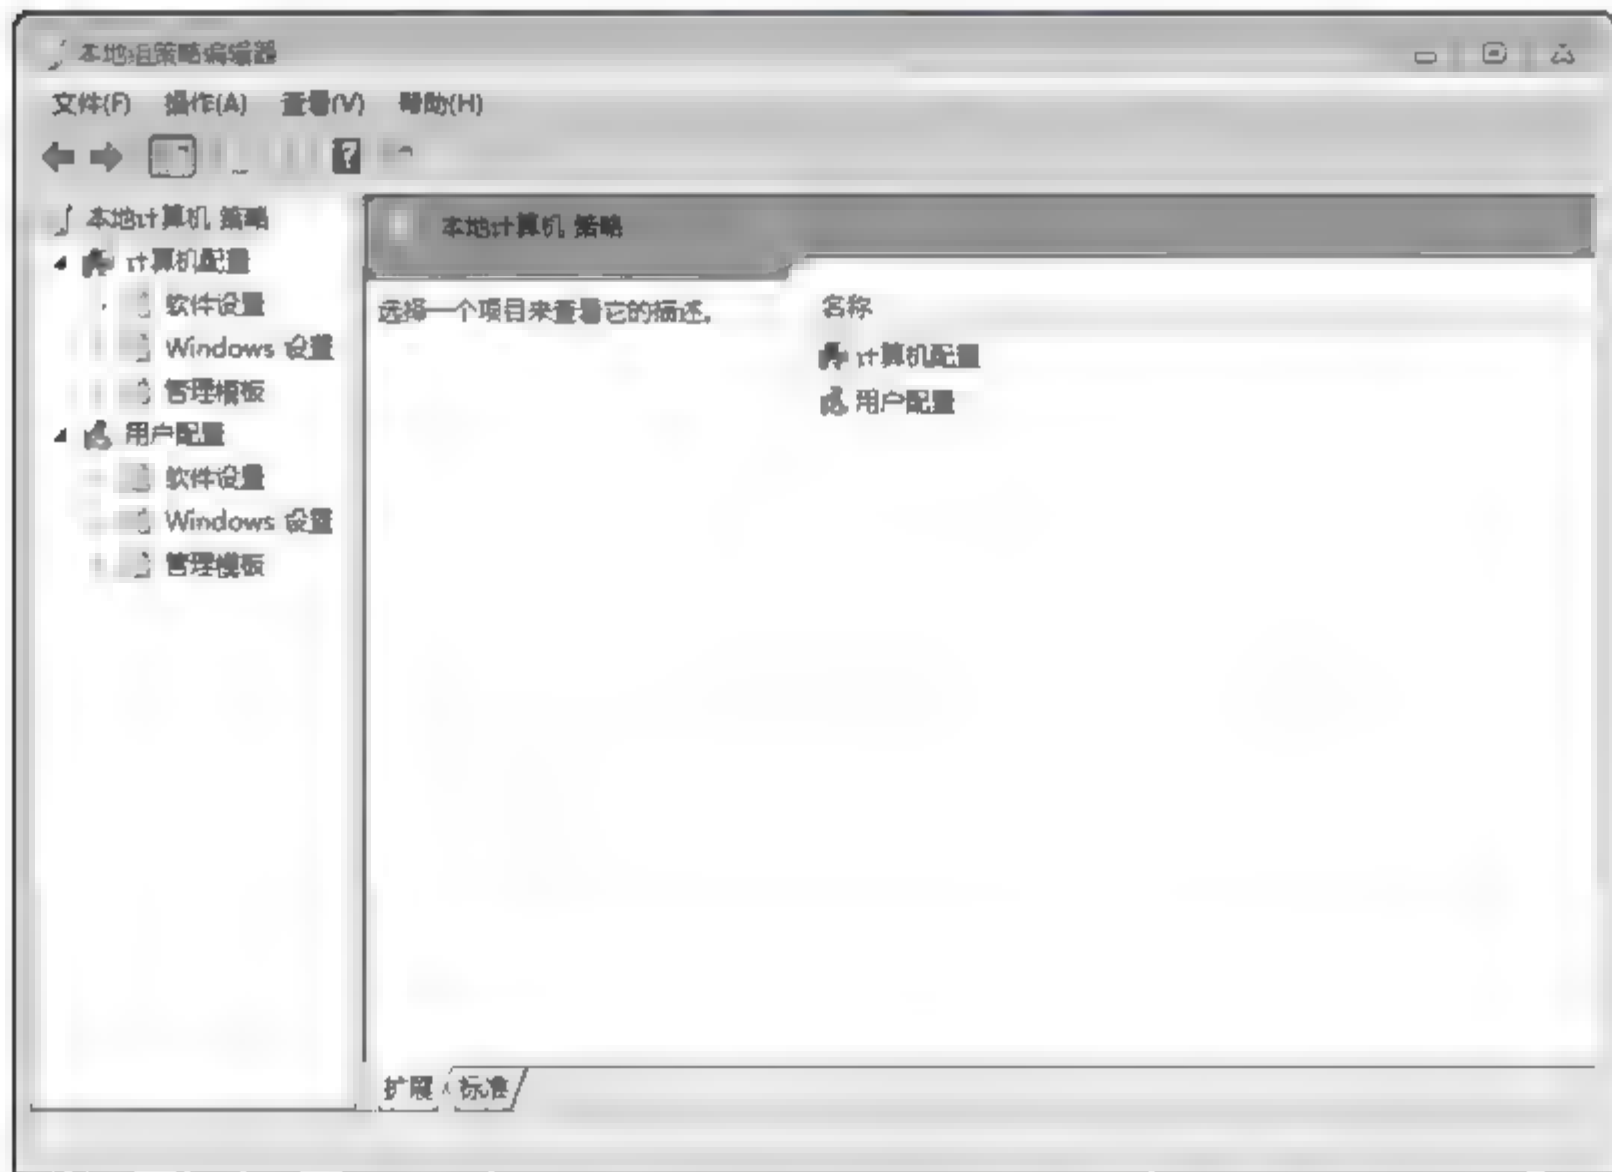 本地组策略编辑器
文件(F) 操作(A) 查看(V) 帮助(H)
本地计算机 策略
计算机配置
软件设置
Windows 设置
管理模板
用户配置
软件设置
Windows 设置
管理模板
本地计算机 策略
选择一个项目来查看它的描述。
名称
计算机配置
用户配置
扩展 标准